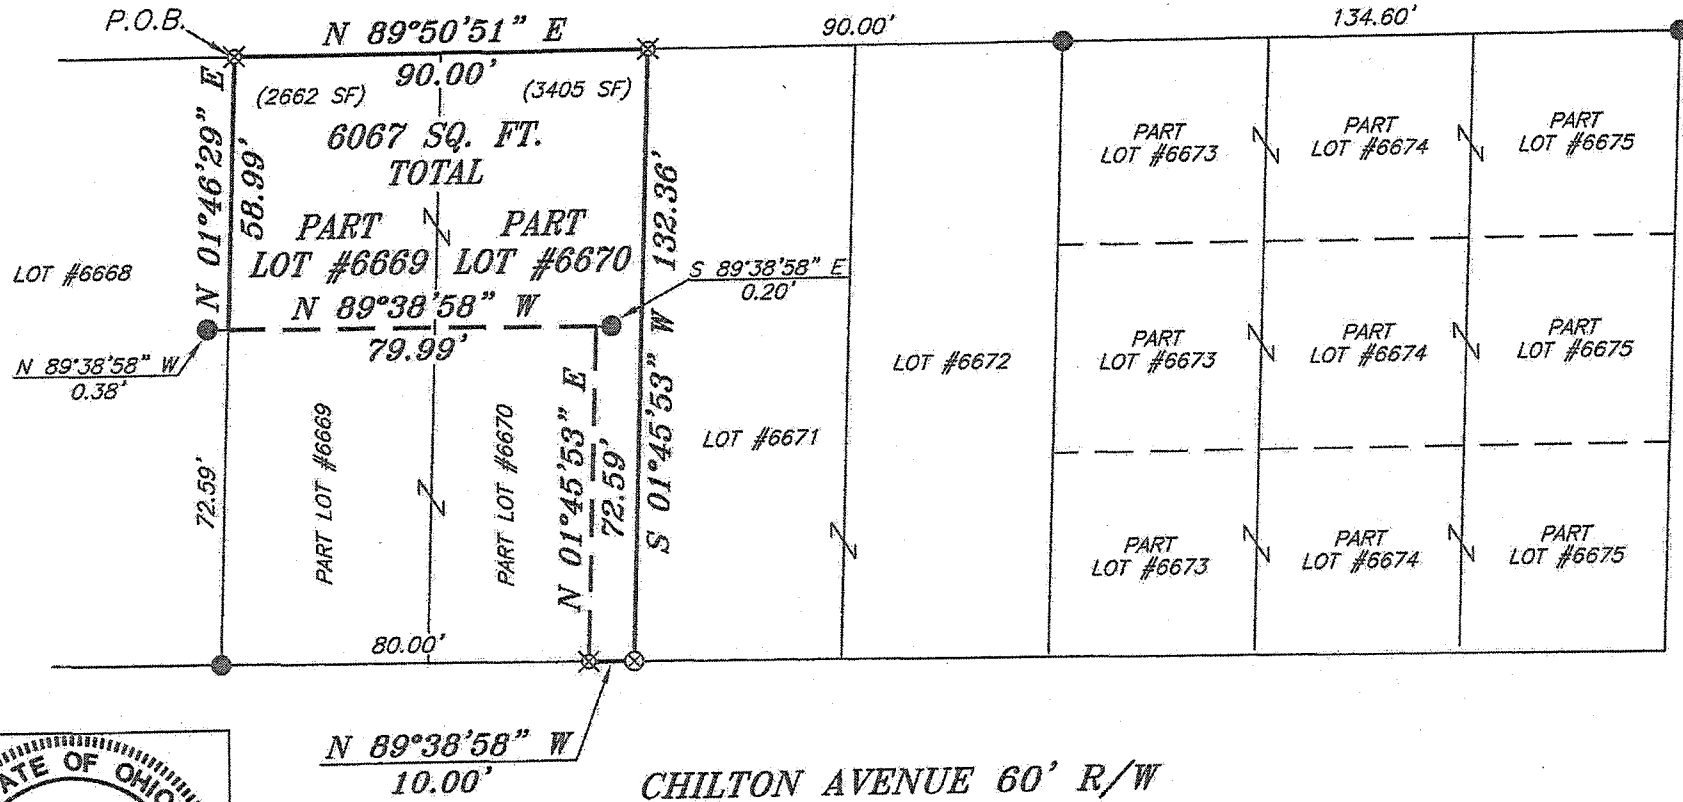 P.O.B.
N 89°50'51" E
90.00'
90.00'
134.60'
(2662 SF)
(3405 SF)
6067 SQ. FT.
TOTAL
N 01°46'29" E
58.99'
132.36'
S 01°45'53" W
PART
LOT #6669
PART
LOT #6670
LOT #6668
N 89°38'58" W
79.99'
S 89°38'58" E
0.20'
N 89°38'58" W
0.38'
PART
LOT #6673
PART
LOT #6674
PART
LOT #6675
PART
LOT #6673
PART
LOT #6674
PART
LOT #6675
LOT #6672
LOT #6671
PART LOT #6669
PART LOT #6670
N 01°45'53" E
72.59'
72.59'
PART
LOT #6673
PART
LOT #6674
PART
LOT #6675
80.00'
N 89°38'58" W
10.00'
CHILTON AVENUE 60' R/W
ATE OF OHIO